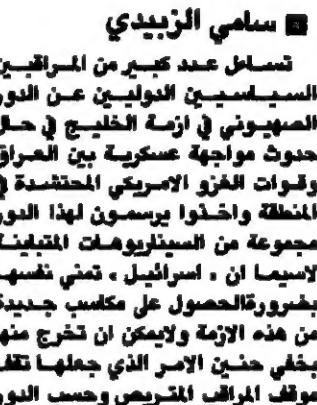 سامي الزبيدي
تساءل عدد كبير من المراقبين
السياسيين الدوليين عن الدور
الصهيوني في ازمة الخليج في حال
حدوث مواجهة عسكرية بين العراق
وقوات الغزو الامريكي المحتشدة في
المنطقة واخذوا يرسمون لهذا الدور
مجموعة من السيناريوهات المتباينة
لاسيما ان ، اسرائيل ، تمني نفسها
بضرورة الحصول على مكاسب جديدة
من هذه الازمة ولايمكن ان تخرج منها
بخفي حنين الامر الذي جعلها تقف
موقف المراقب المتربص وحسب الدور